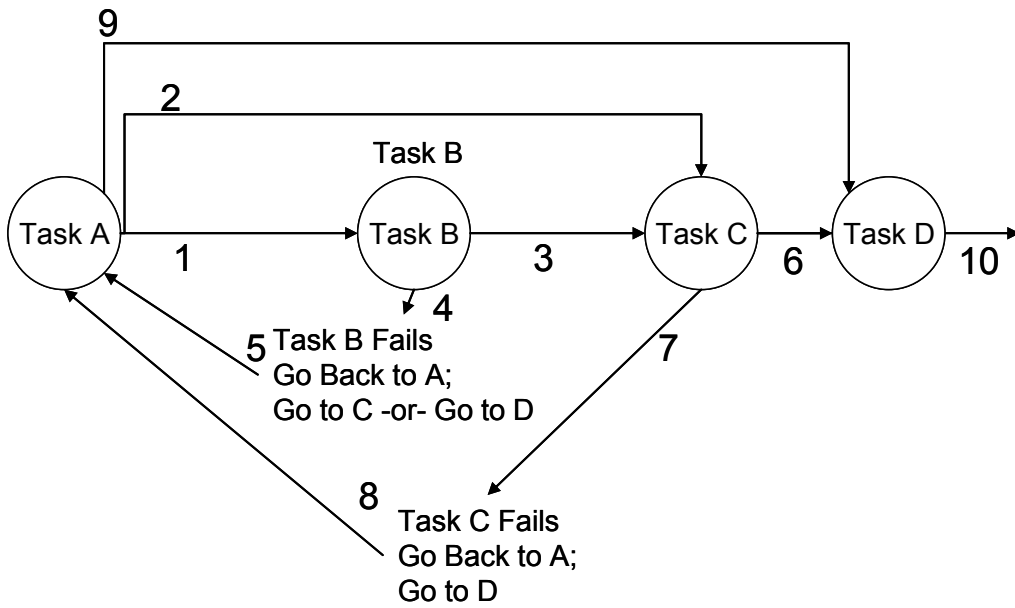 9
2
Task B
Task A
Task B
Task C
Task D
1
3
6
10
4
5
Task B Fails
Go Back to A;
Go to C -or- Go to D
7
8
Task C Fails
Go Back to A;
Go to D